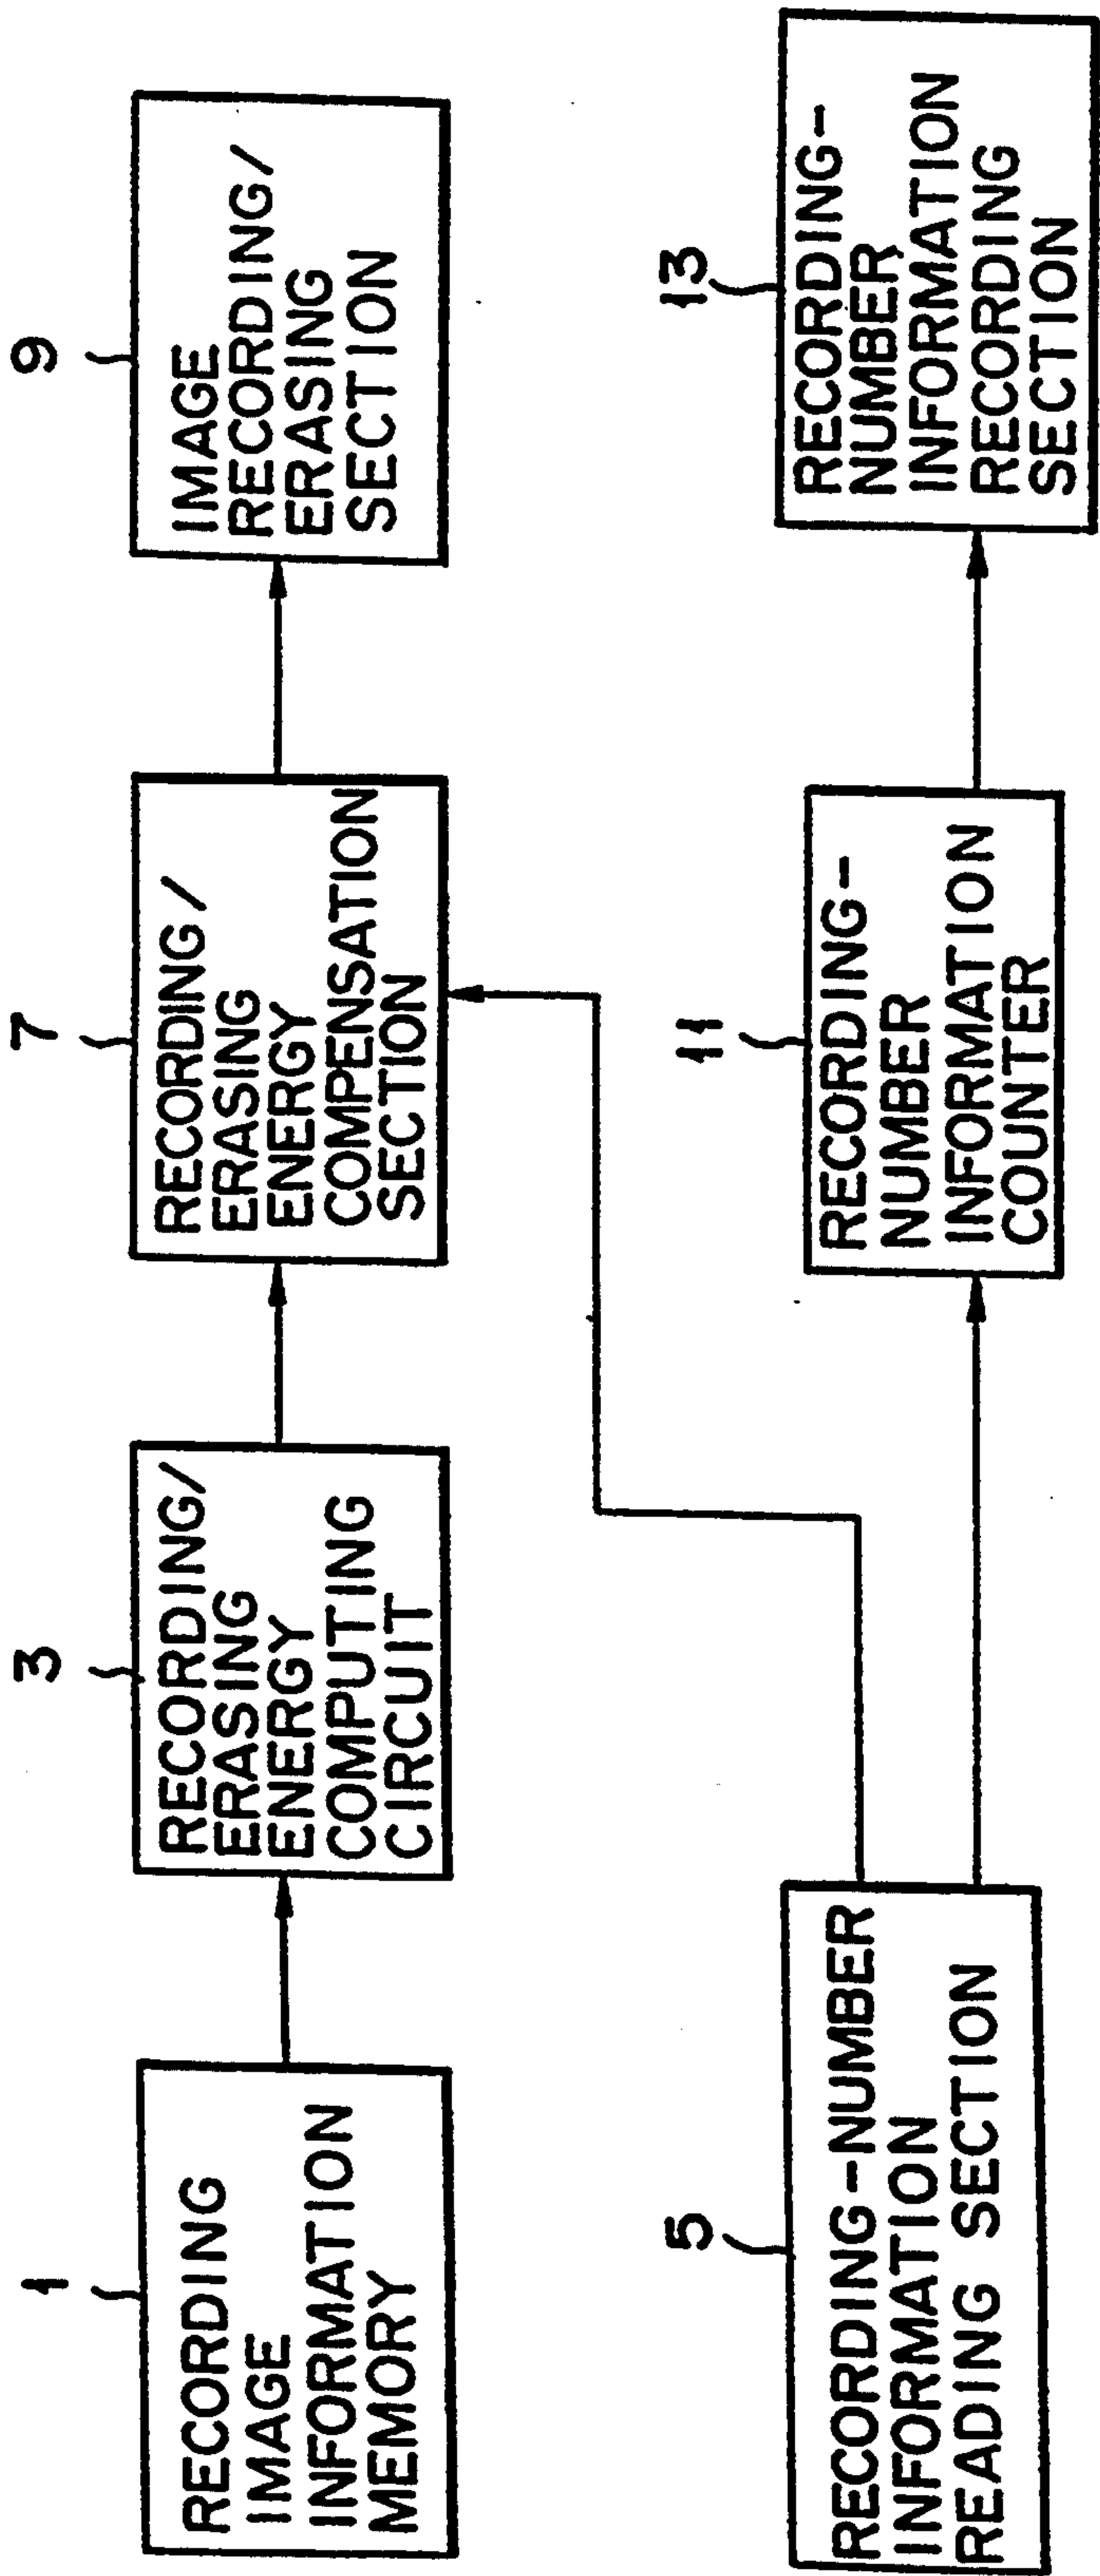 1
RECORDING
IMAGE
INFORMATION
MEMORY
3
RECORDING/
ERASING
ENERGY
COMPUTING
CIRCUIT
7
RECORDING/
ERASING
ENERGY
COMPENSATION
SECTION
9
IMAGE
RECORDING/
ERASING
SECTION
5
RECORDING-NUMBER
INFORMATION
READING SECTION
11
RECORDING-
NUMBER
INFORMATION
COUNTER
13
RECORDING-
NUMBER
INFORMATION
RECORDING
SECTION